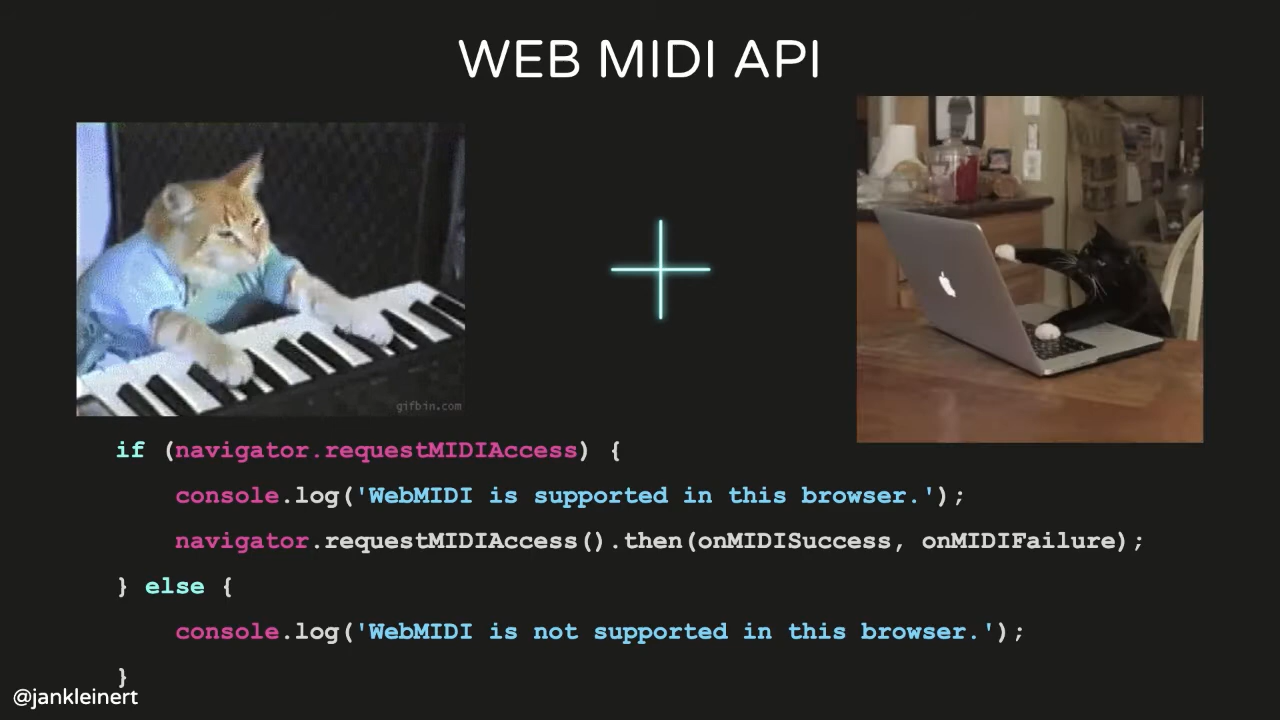 WEB MIDI API
gifbin.com
if (navigator.requestMIDIAccess) {
console.log('WebMIDI is supported in this browser.');
navigator.requestMIDIAccess().then(onMIDISuccess, onMIDIFailure);
} else {
console.log('WebMIDI is not supported in this browser.');
}
@jankleinert